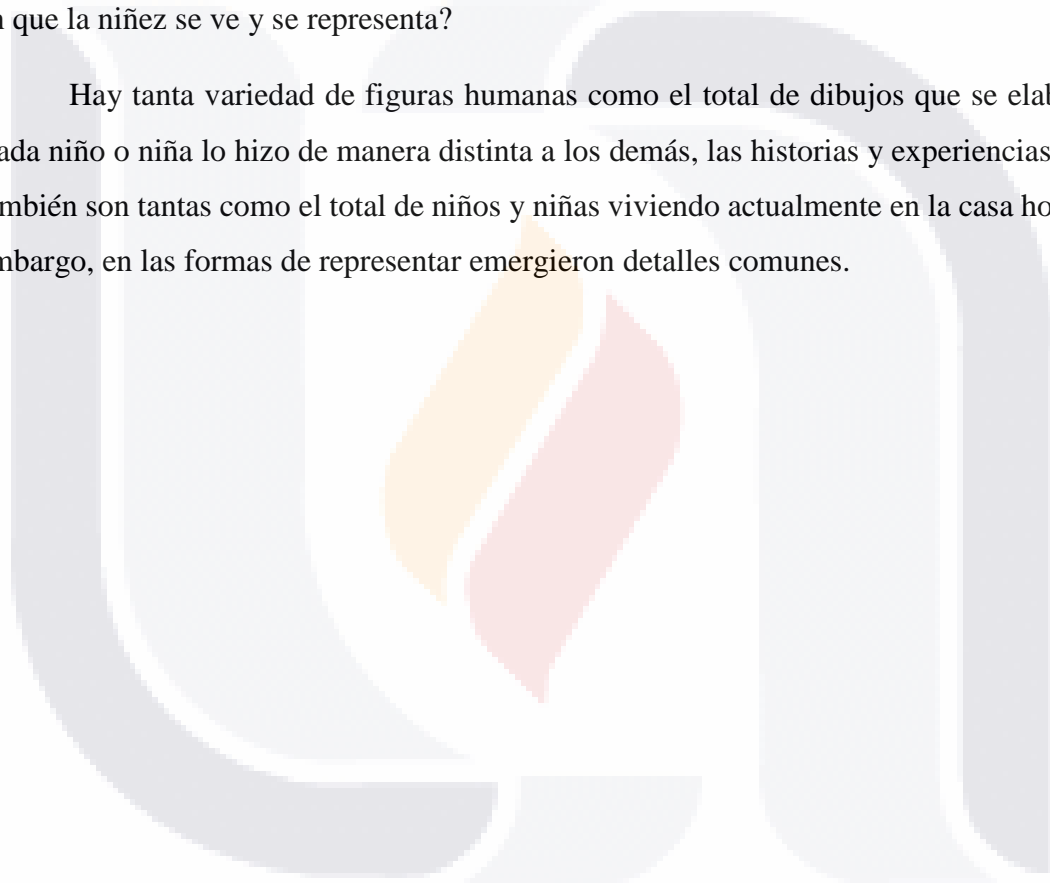 que la niñez se ve y se representa?
Hay tanta variedad de figuras humanas como el total de dibujos que se elab
ada niño o niña lo hizo de manera distinta a los demás, las historias y experiencias
mbién son tantas como el total de niños y niñas viviendo actualmente en la casa ho
mbargo, en las formas de representar emergieron detalles comunes.